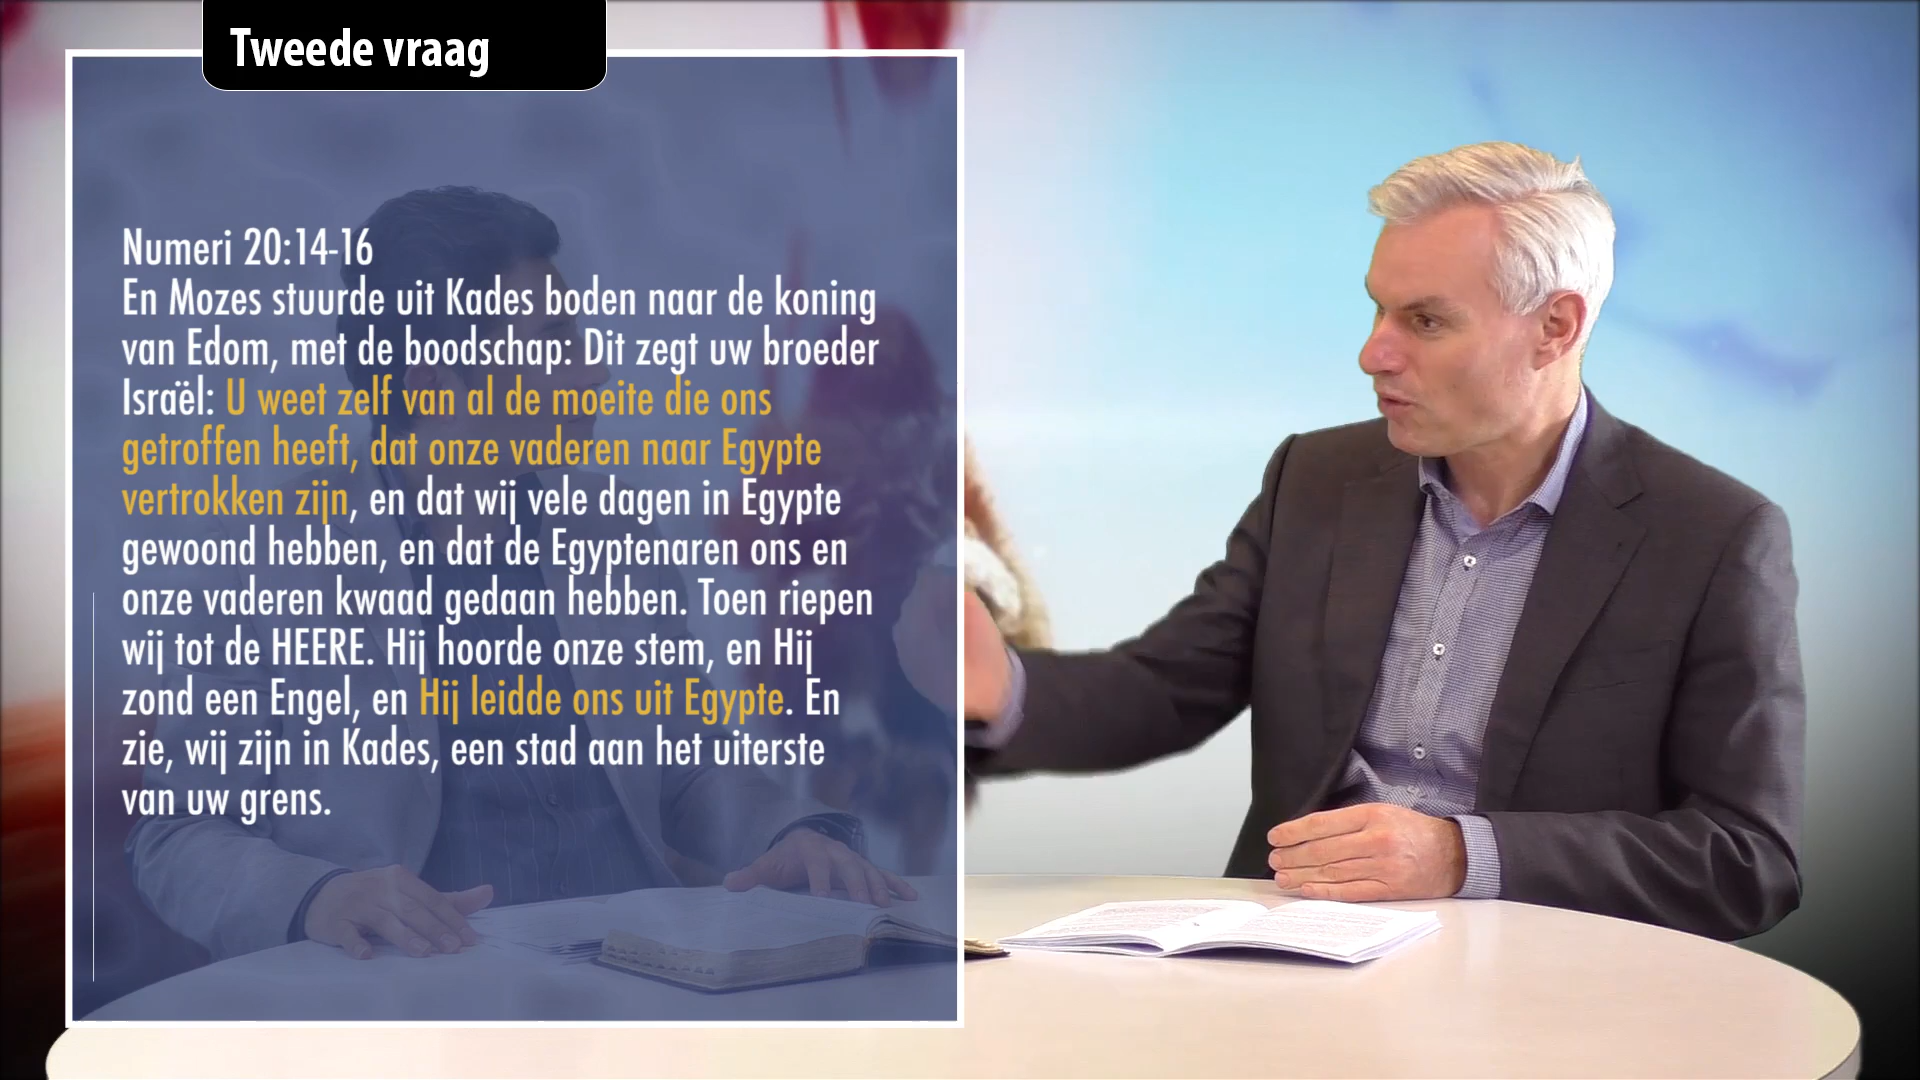 Tweede vraag
Numeri 20:14-16
En Mozes stuurde uit Kades boden naar de koning
van Edom, met de boodschap: Dit zegt uw broeder
Israël: U weet zelf van al de moeite die ons
getroffen heeft, dat onze vaderen naar Egypte
vertrokken zijn, en dat wij vele dagen in Egypte
gewoond hebben, en dat de Egyptenaren ons en
onze vaderen kwaad gedaan hebben. Toen riepen
wij tot de HEERE. Hij hoorde onze stem, en Hij
zond een Engel, en Hij leidde ons uit Egypte. En
zie, wij zijn in Kades, een stad aan het uiterste
van uw grens.